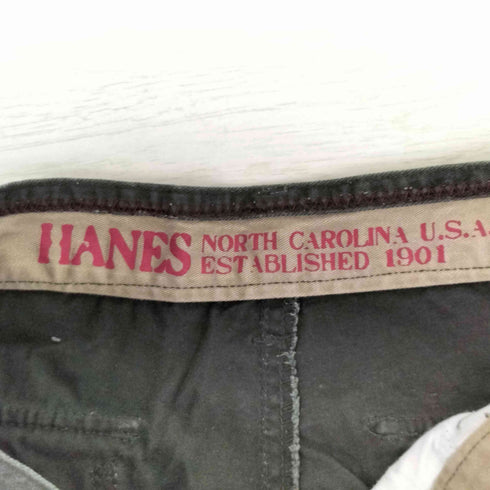 HANES
NORTH CAROLINA U.S.A.
ESTABLISHED 1901